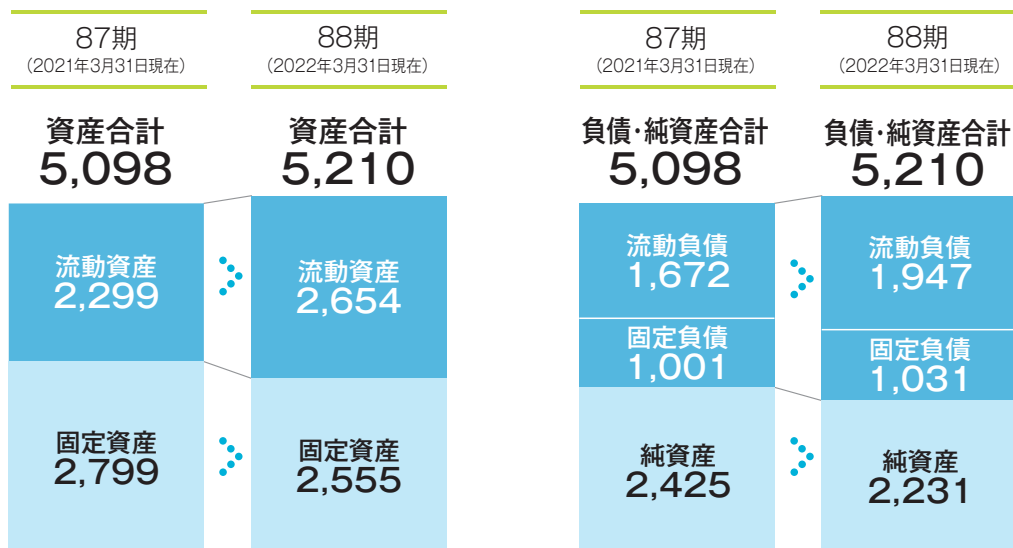 87期
（2021年3月31日現在）
88期
（2022年3月31日現在）
資産合計
5,098
資産合計
5,210
流動資産
2,299
流動資産
2,654
固定資産
2,799
固定資産
2,555
87期
（2021年3月31日現在）
88期
（2022年3月31日現在）
負債・純資産合計
5,098
負債・純資産合計
5,210
流動負債
1,672
流動負債
1,947
固定負債
1,001
固定負債
1,031
純資産
2,425
純資産
2,231